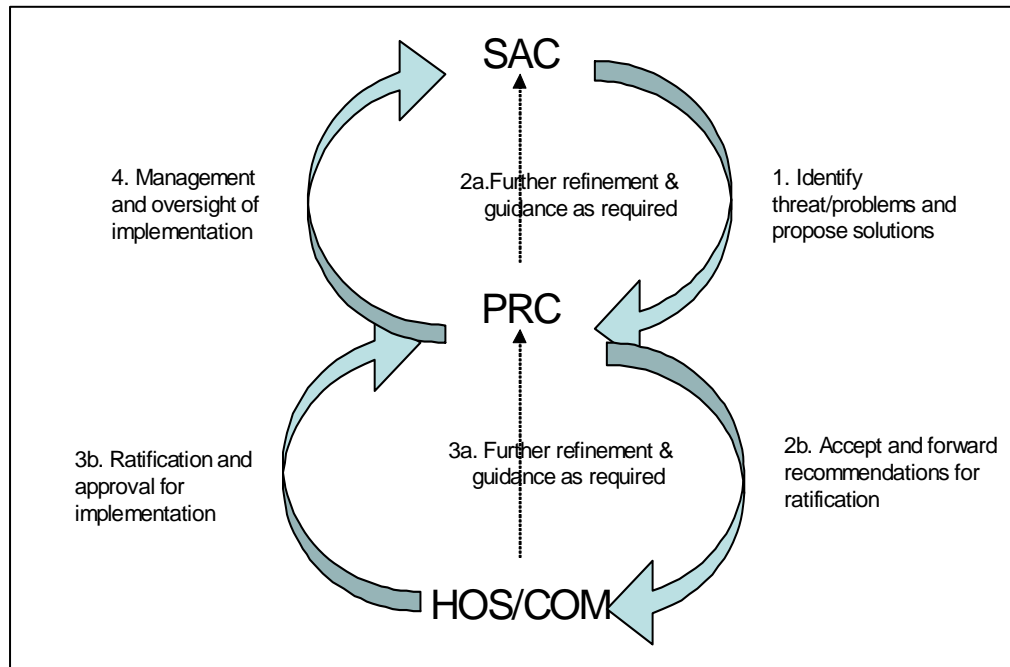 SAC
4. Management
and oversight of
implementation
2a.Further refinement &
guidance as required
1. Identify
threat/problems and
propose solutions
PRC
3b. Ratification and
approval for
implementation
3a. Further refinement &
guidance as required
2b. Accept and forward
recommendations for
ratification
HOS/COM